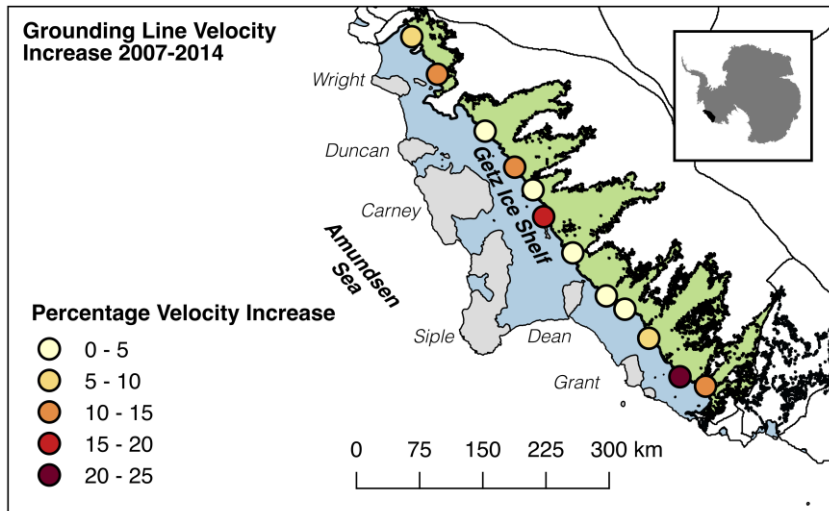 Grounding Line Velocity
Increase 2007-2014
Wright
Duncan
Carney
Getz Ice Shelf
Amundsen
Sea
Siple
Dean
Grant
Percentage Velocity Increase
0 - 5
5 - 10
10 - 15
15 - 20
20 - 25
0 75 150 225 300 km